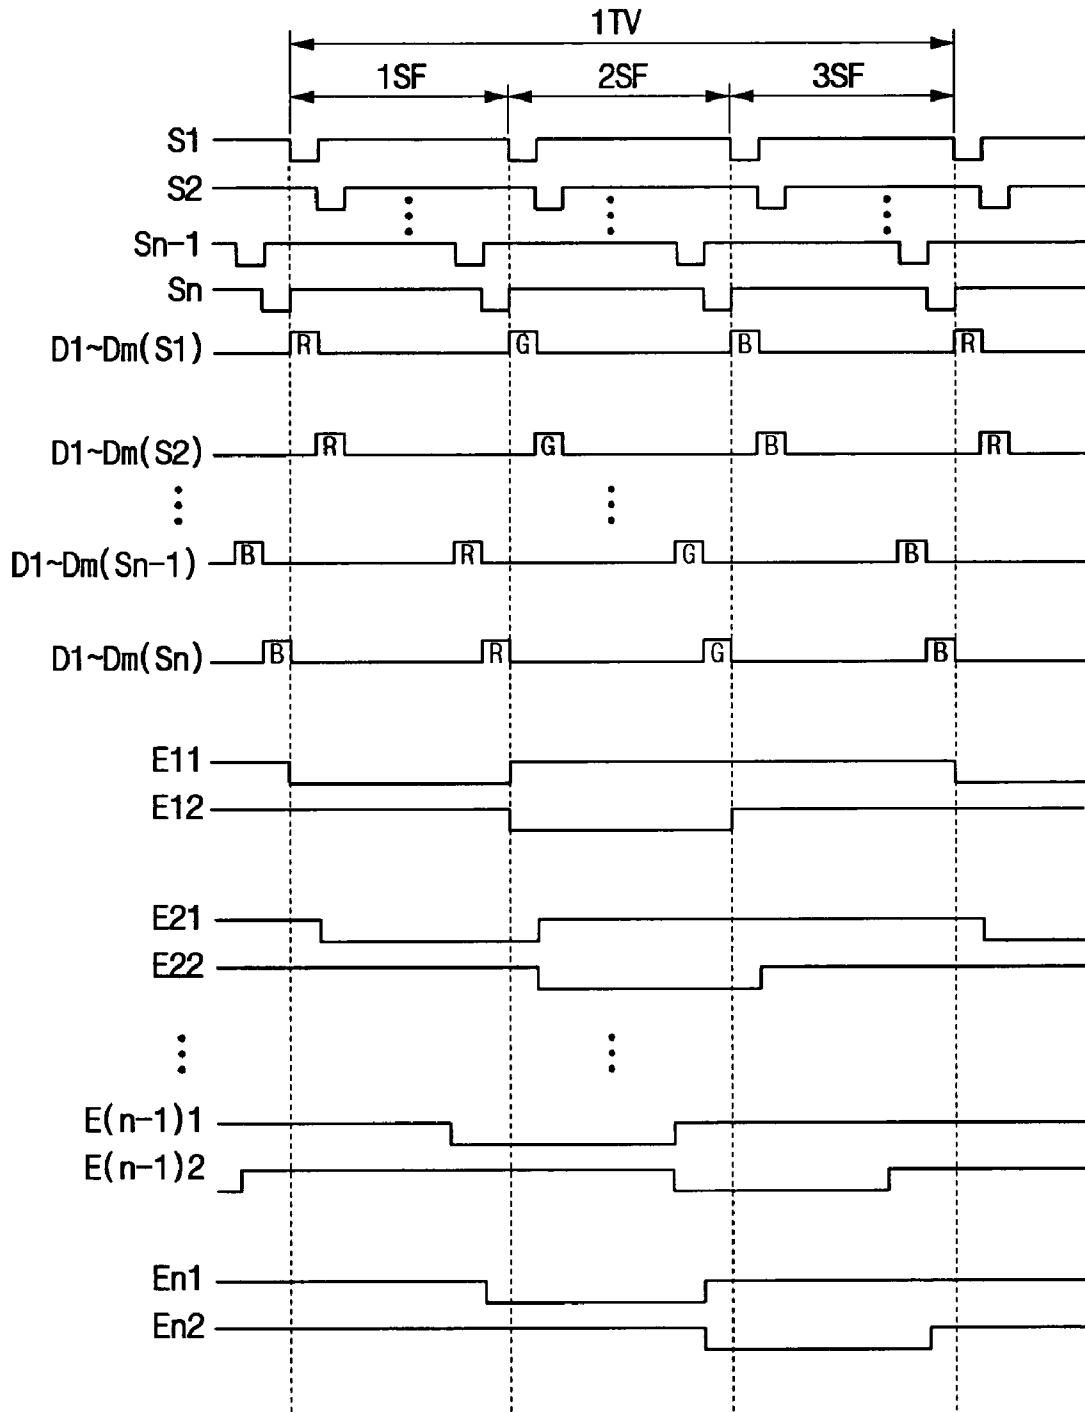 1TV
1SF 2SF 3SF
S1
S2
Sn-1
Sn
D1~Dm(S1) R G B R
D1~Dm(S2) R G B R
D1~Dm(Sn-1) B R G B
D1~Dm(Sn) B R G B
E11
E12
E21
E22
E(n-1)1
E(n-1)2
En1
En2